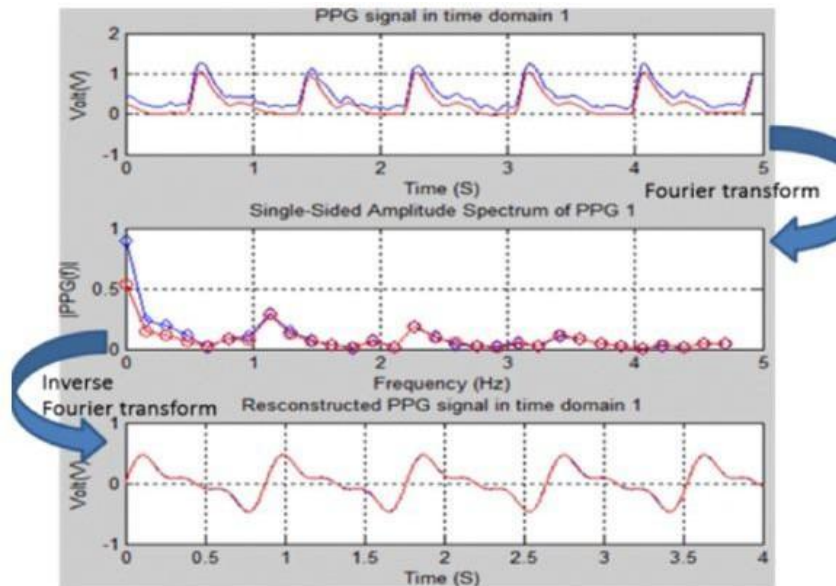 PPG signal in time domain 1
2
1
0
-1
Volt(V)
0 1 2 3 4 5
Time (S)
Fourier transform
Single-Sided Amplitude Spectrum of PPG 1
1
0.5
0
|PPG(f)|
0 1 2 3 4 5
Frequency (Hz)
Inverse
Fourier transform
Resconstructed PPG signal in time domain 1
1
0
-1
Volt(V)
0 0.5 1 1.5 2 2.5 3 3.5 4
Time (S)